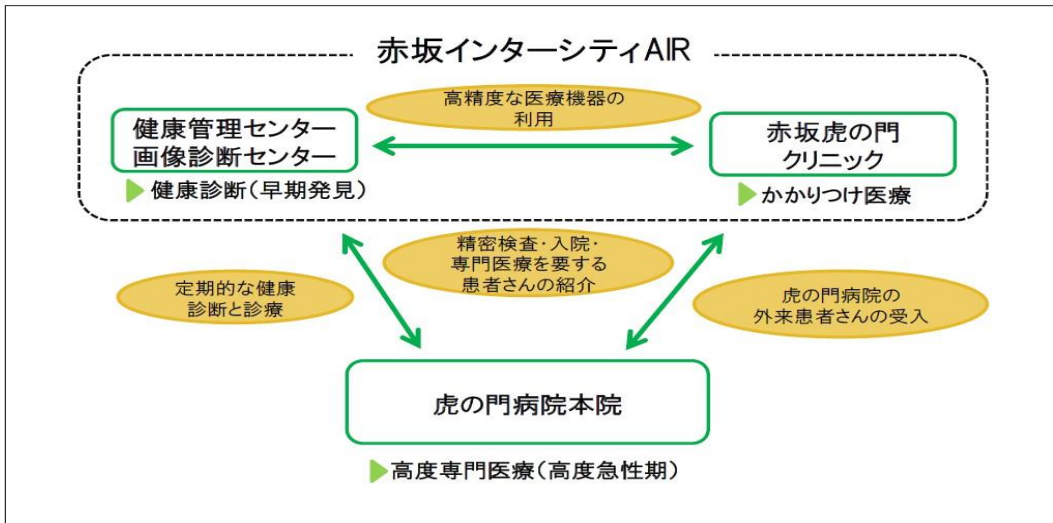 赤坂インターシティAIR
高精度な医療機器の
利用
健康管理センター
画像診断センター
赤坂虎の門
クリニック
▶健康診断(早期発見)
▶かかりつけ医療
精密検査・入院・
専門医療を要する
患者さんの紹介
定期的な健康
診断と診療
虎の門病院の
外来患者さんの受入
虎の門病院本院
▶高度専門医療(高度急性期)